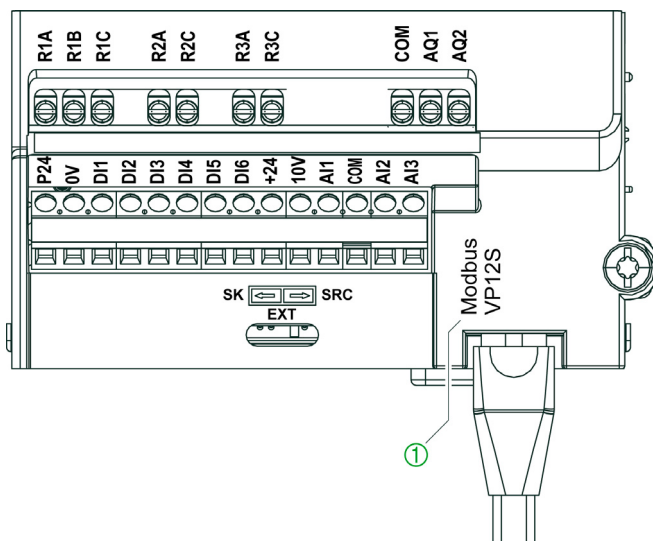 R1A R1B R1C R2A R2C R3A R3C COM AQ1 AQ2
P24 0V DI1 DI2 DI3 DI4 DI5 DI6 +24 10V AI1 COM AI2 AI3
SK ← → SRC
EXT
Modbus
VP12S
①